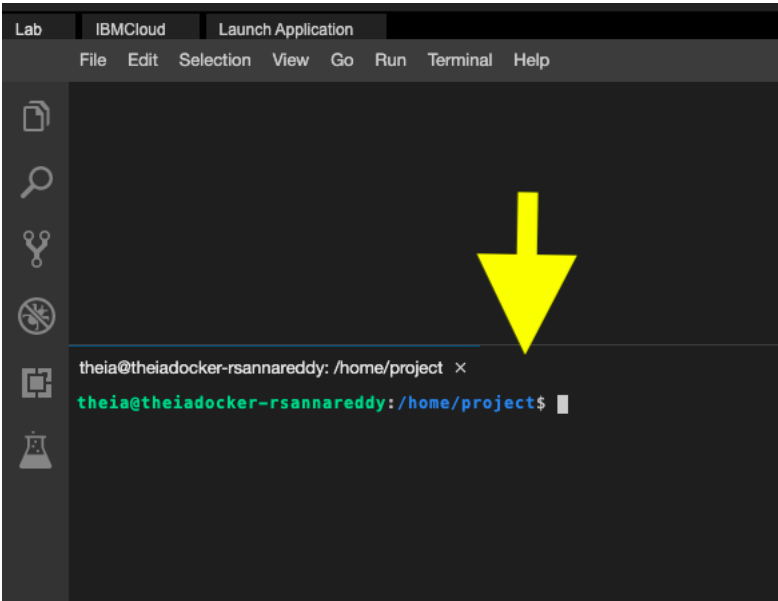 Lab IBMCloud Launch Application
File Edit Selection View Go Run Terminal Help
theia@theiadocker-rsannareddy: /home/project ×
theia@theiadocker-rsannareddy:/home/project$